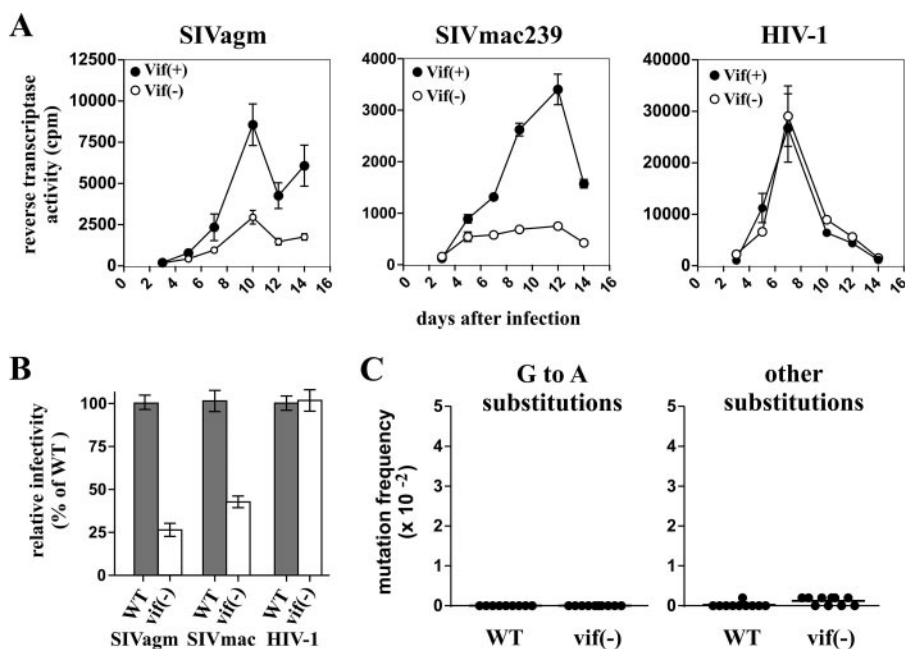 A
SIVagm
SIVmac239
HIV-1
reverse transcriptase
activity (cpm)
12500
10000
7500
5000
2500
0
Vif(+)
Vif(-)
0 2 4 6 8 10 12 14 16
4000
3000
2000
1000
0
Vif(+)
Vif(-)
0 2 4 6 8 10 12 14 16
40000
30000
20000
10000
0
Vif(+)
Vif(-)
0 2 4 6 8 10 12 14 16
days after infection
B
relative infectivity
(% of WT )
100
75
50
25
0
WT vif(-) WT vif(-) WT vif(-)
SIVagm SIVmac HIV-1
C
G to A
substitutions
other
substitutions
mutation frequency
(x 10 -2)
5
4
3
2
1
0
WT vif(-)
5
4
3
2
1
0
WT vif(-)